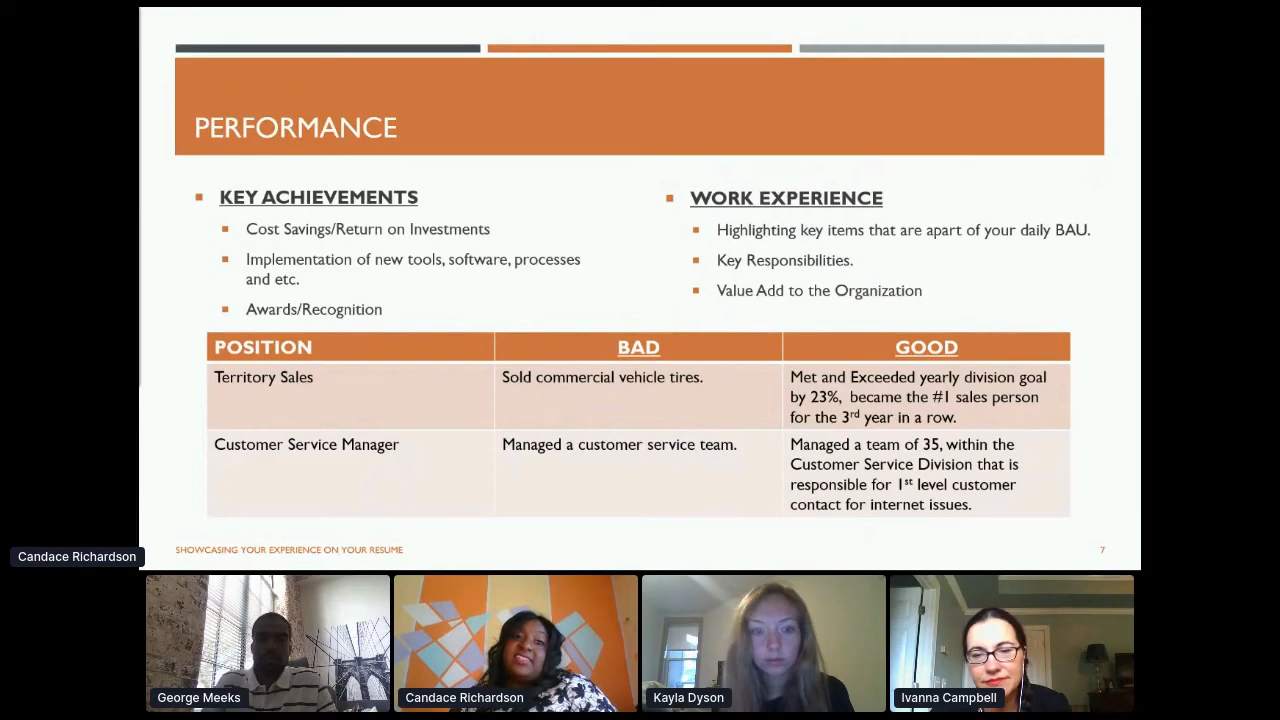 PERFORMANCE
KEY ACHIEVEMENTS
Cost Savings/Return on Investments
Implementation of new tools, software, processes
and etc.
Awards/Recognition
WORK EXPERIENCE
Highlighting key items that are apart of your daily BAU.
Key Responsibilities.
Value Add to the Organization
POSITION BAD GOOD
Territory Sales
Sold commercial vehicle tires.
Met and Exceeded yearly division goal
by 23%, became the #1 sales person
for the 3rd year in a row.
Customer Service Manager
Managed a customer service team.
Managed a team of 35, within the
Customer Service Division that is
responsible for 1st level customer
contact for internet issues.
SHOWCASING YOUR EXPERIENCE ON YOUR RESUME 7
Candace Richardson
George Meeks
Candace Richardson
Kayla Dyson
Ivanna Campbell